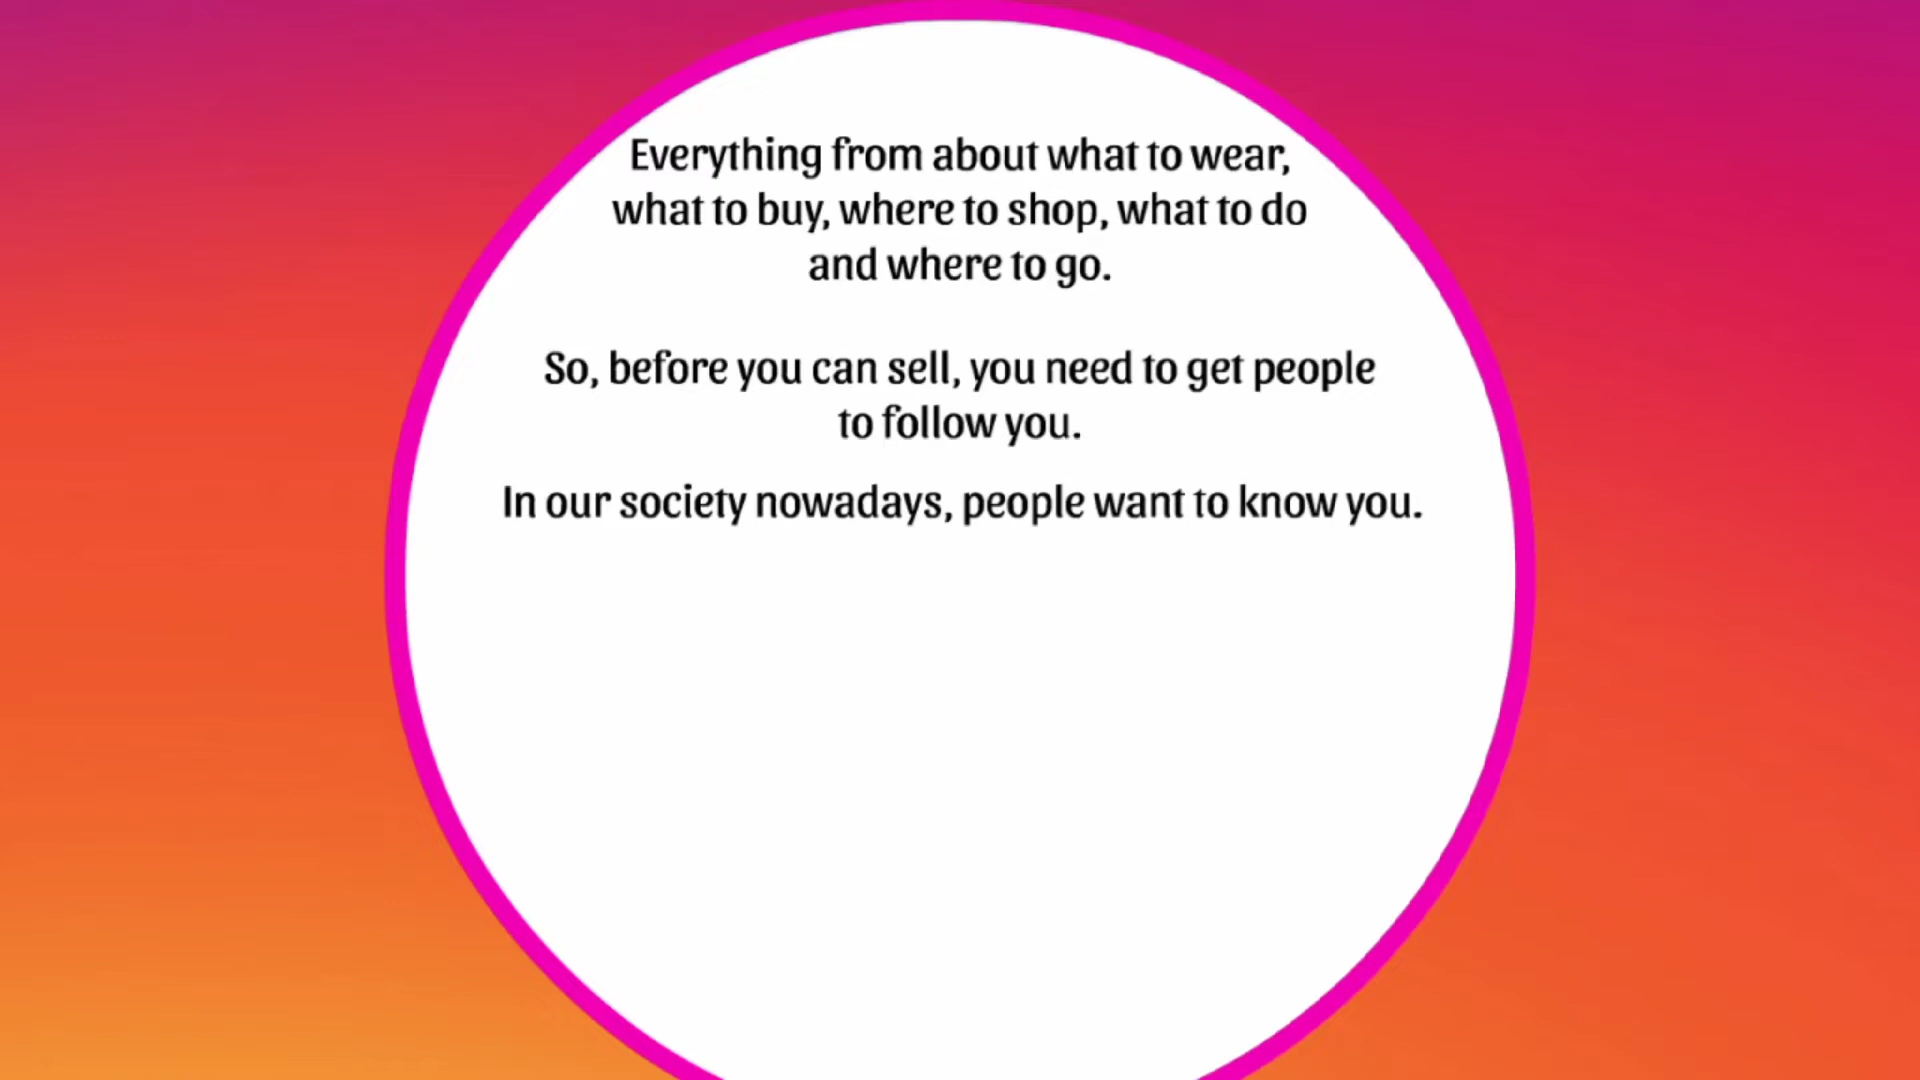 Everything from about what to wear,
what to buy, where to shop, what to do
and where to go.
So, before you can sell, you need to get people
to follow you.
In our society nowadays, people want to know you.